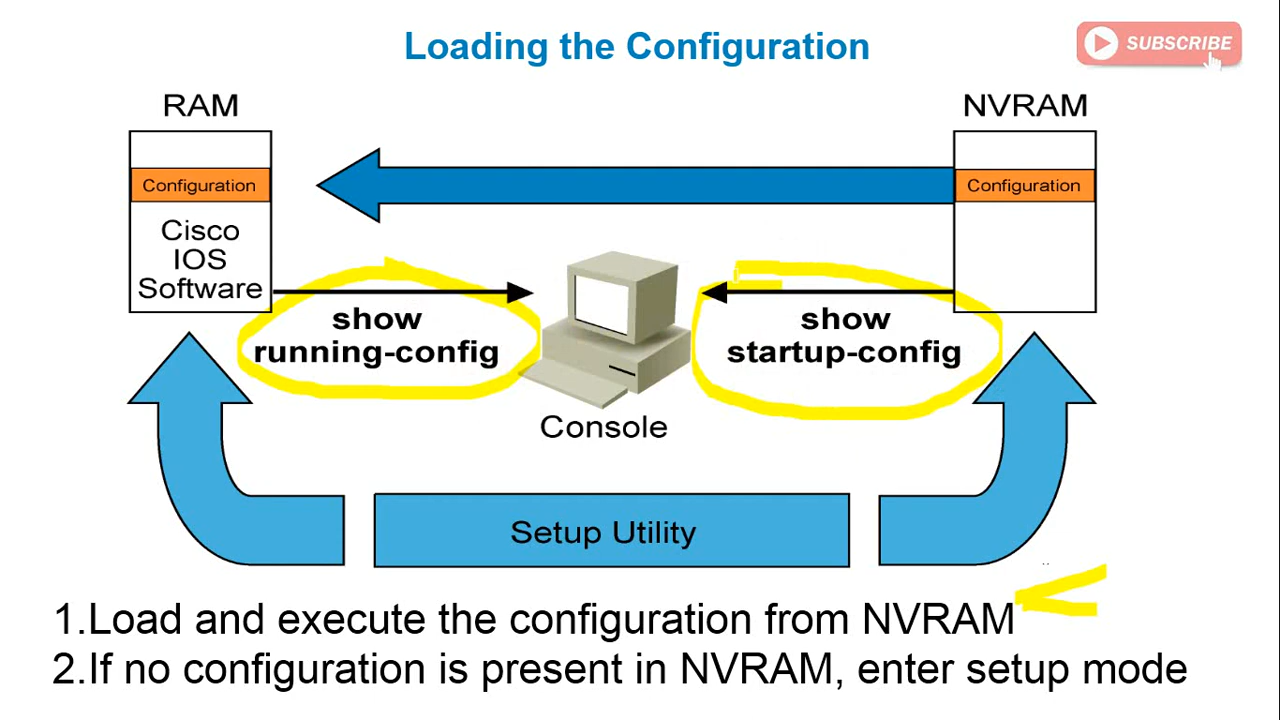 Loading the Configuration
SUBSCRIBE
RAM
NVRAM
Configuration
Configuration
Cisco
IOS
Software
show
running-config
show
startup-config
Console
Setup Utility
1.Load and execute the configuration from NVRAM
2.If no configuration is present in NVRAM, enter setup mode